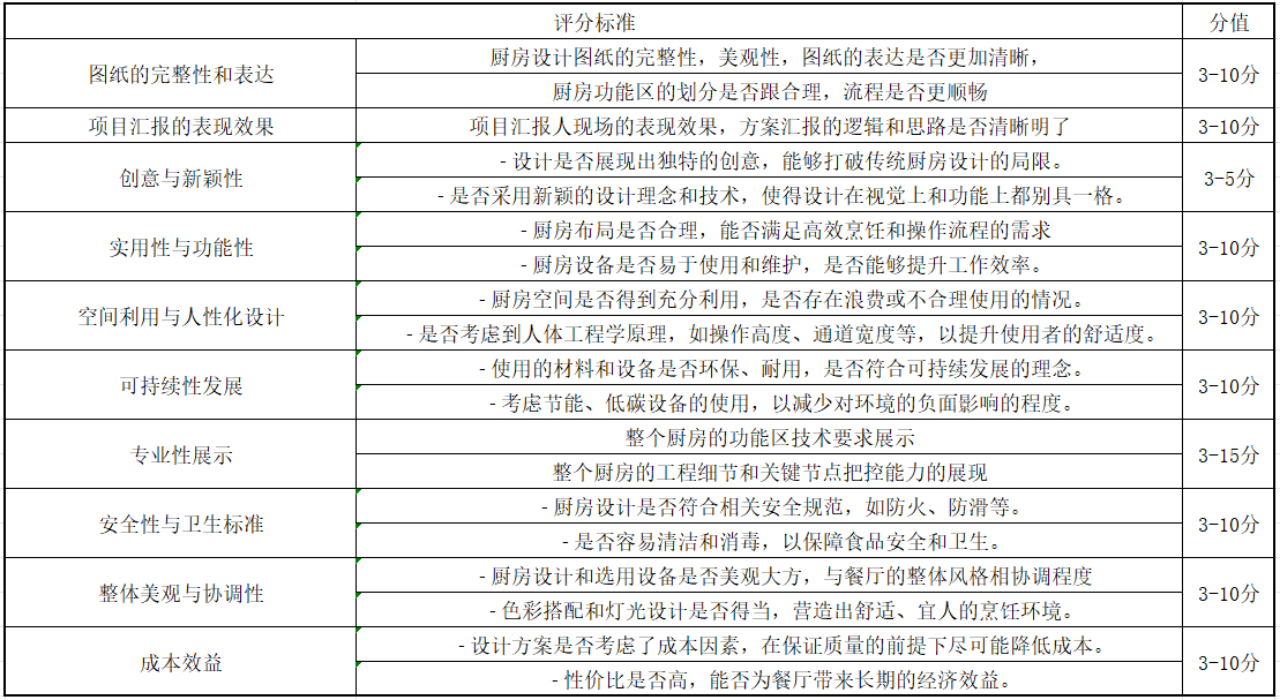 评分标准 分值
图纸的完整性和表达 厨房设计图纸的完整性，美观性，图纸的表达是否更加清晰， 3-10分
厨房功能区的划分是否跟合理，流程是否更顺畅
项目汇报的表现效果 项目汇报人现场的表现效果，方案汇报的逻辑和思路是否清晰明了 3-10分
创意与新颖性 - 设计是否展现出独特的创意，能够打破传统厨房设计的局限。 3-5分
- 是否采用新颖的设计理念和技术，使得设计在视觉上和功能上都别具一格。
实用性与功能性 - 厨房布局是否合理，能否满足高效烹饪和操作流程的需求 3-10分
- 厨房设备是否易于使用和维护，是否能够提升工作效率。
空间利用与人性化设计 - 厨房空间是否得到充分利用，是否存在浪费或不合理使用的情况。 3-10分
- 是否考虑到人体工程学原理，如操作高度、通道宽度等，以提升使用者的舒适度。
可持续性发展 - 使用的材料和设备是否环保、耐用，是否符合可持续发展的理念。 3-10分
- 考虑节能、低碳设备的使用，以减少对环境的负面影响的程度。
专业性展示 整个厨房的功能区技术要求展示 3-15分
整个厨房的工程细节和关键节点把控能力的展现
安全性与卫生标准 - 厨房设计是否符合相关安全规范，如防火、防滑等。 3-10分
- 是否容易清洁和消毒，以保障食品安全和卫生。
整体美观与协调性 - 厨房设计和选用设备是否美观大方，与餐厅的整体风格相协调程度 3-10分
- 色彩搭配和灯光设计是否得当，营造出舒适、宜人的烹饪环境。
成本效益 - 设计方案是否考虑了成本因素，在保证质量的前提下尽可能降低成本。 3-10分
- 性价比是否高，能否为餐厅带来长期的经济效益。